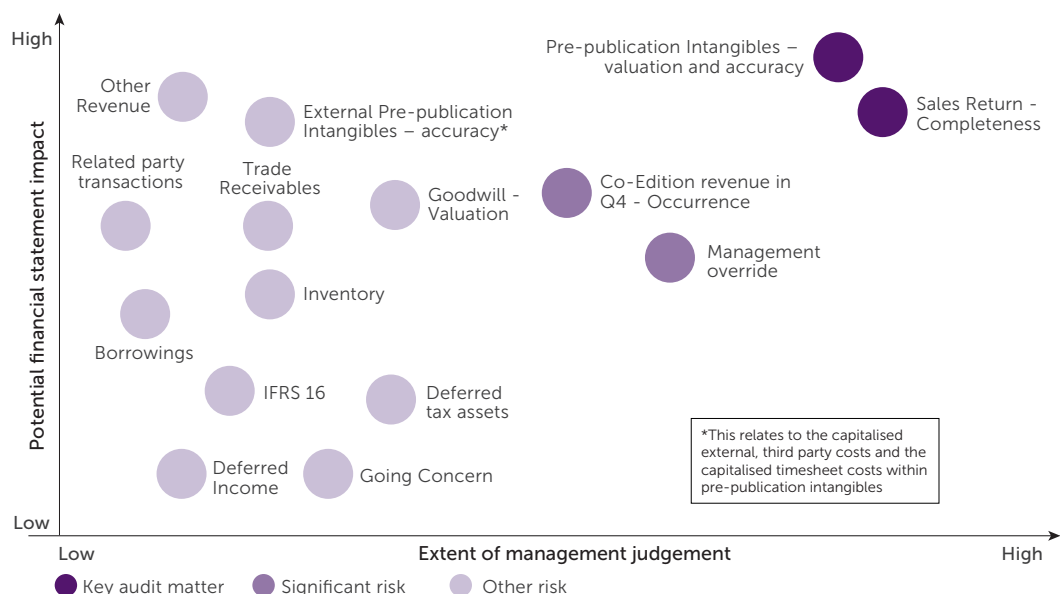 High
Potential financial statement impact
Low
Other
Revenue
External Pre-publication
Intangibles – accuracy*
Pre-publication Intangibles –
valuation and accuracy
Sales Return -
Completeness
Related party
transactions
Trade
Receivables
Goodwill -
Valuation
Co-Edition revenue in
Q4 - Occurrence
Management
override
Inventory
Borrowings
IFRS 16
Deferred
tax assets
Deferred
Income
Going Concern
*This relates to the capitalised
external, third party costs and the
capitalised timesheet costs within
pre-publication intangibles
Low
Extent of management judgement
High
Key audit matter
Significant risk
Other risk